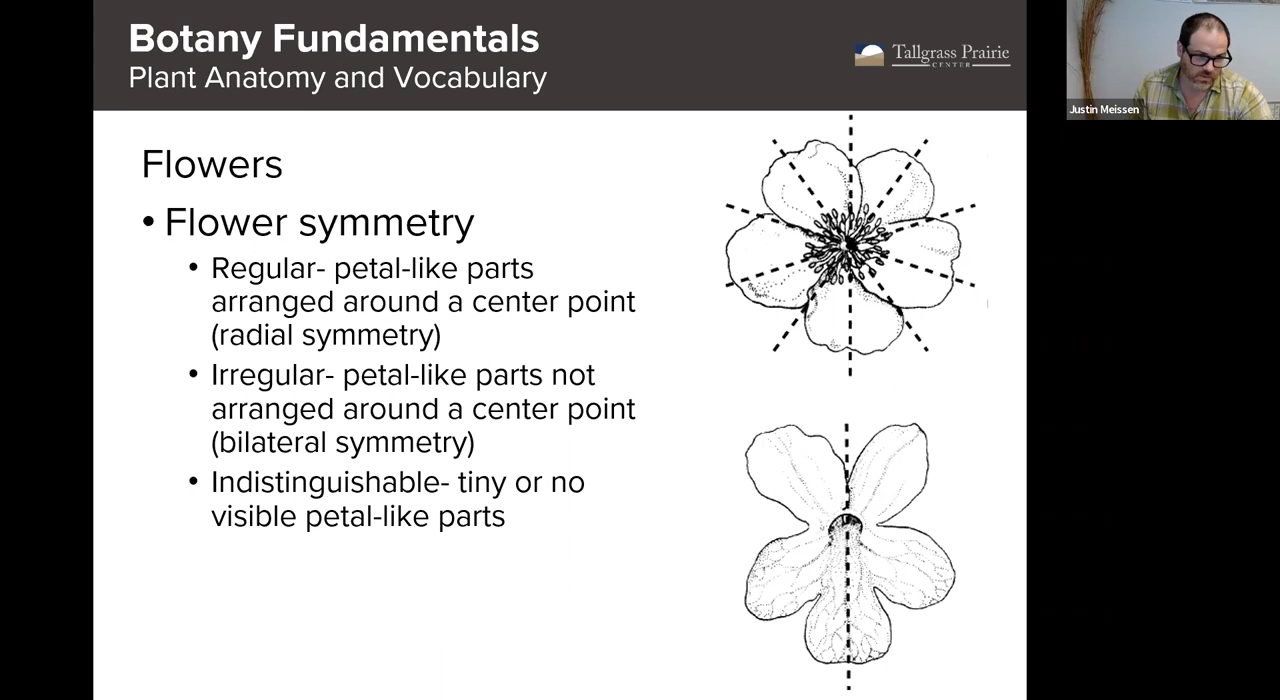 Botany Fundamentals
Plant Anatomy and Vocabulary
Tallgrass Prairie
CENTER
Justin Meissen
Flowers
• Flower symmetry
• Regular- petal-like parts
arranged around a center point
(radial symmetry)
• Irregular- petal-like parts not
arranged around a center point
(bilateral symmetry)
• Indistinguishable- tiny or no
visible petal-like parts